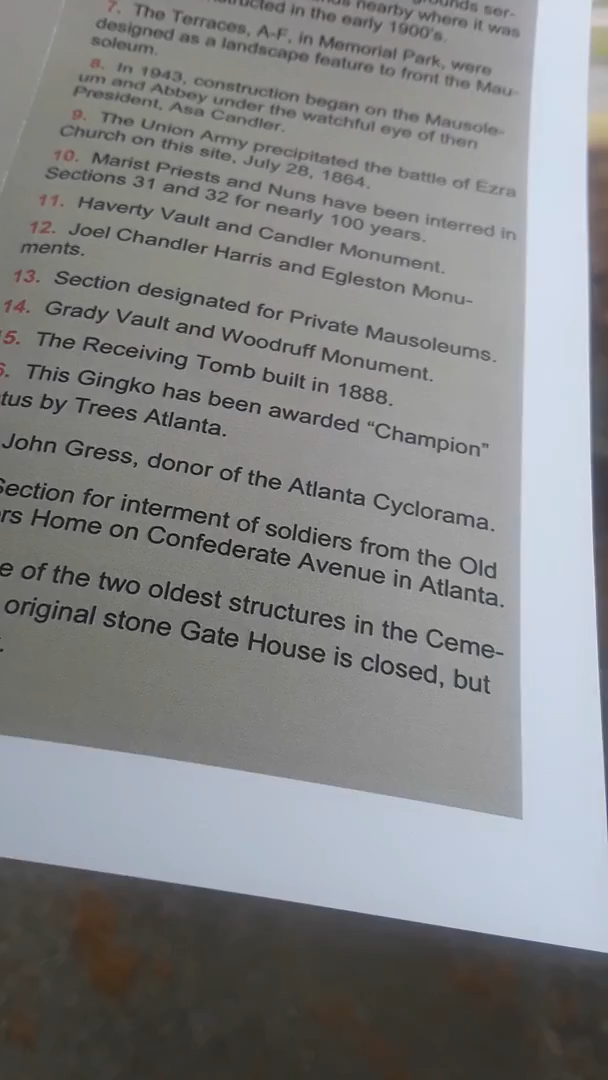 grounds ser-
nearby where it was
in the early 1900's.
7. The Terraces, A-F, in Memorial Park, were
designed as a landscape feature to front the Mau-
soleum.
8. In 1943, construction began on the Mausole-
um and Abbey under the watchful eye of then
President, Asa Candler.
9. The Union Army precipitated the battle of Ezra
Church on this site, July 28, 1864.
10. Marist Priests and Nuns have been interred in
Sections 31 and 32 for nearly 100 years.
11. Haverty Vault and Candler Monument.
12. Joel Chandler Harris and Egleston Monu-
ments.
13. Section designated for Private Mausoleums.
14. Grady Vault and Woodruff Monument.
5. The Receiving Tomb built in 1888.
. This Gingko has been awarded “Champion”
tus by Trees Atlanta.
John Gress, donor of the Atlanta Cyclorama.
Section for interment of soldiers from the Old
rs Home on Confederate Avenue in Atlanta.
e of the two oldest structures in the Ceme-
original stone Gate House is closed, but